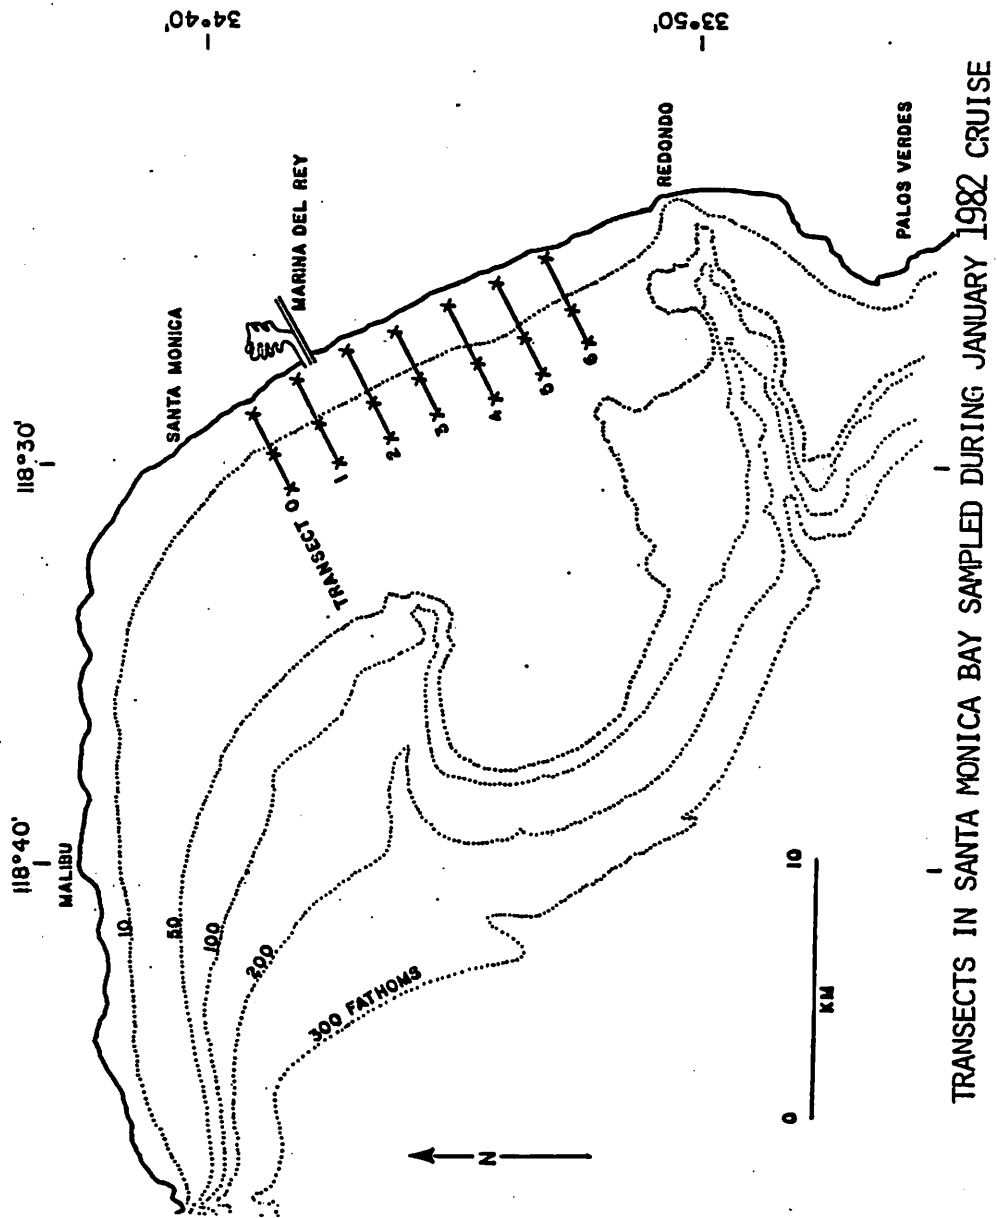 118°40'
118°30'
MALIBU
SANTA MONICA
MARINA DEL REY
34°40'
10
50
100
200
300 FATHOMS
TRANSECT 0
1
2
3
4
5
6
REDONDO
33°50'
PALOS VERDES
N
0
10
KM
TRANSECTS IN SANTA MONICA BAY SAMPLED DURING JANUARY 1982 CRUISE